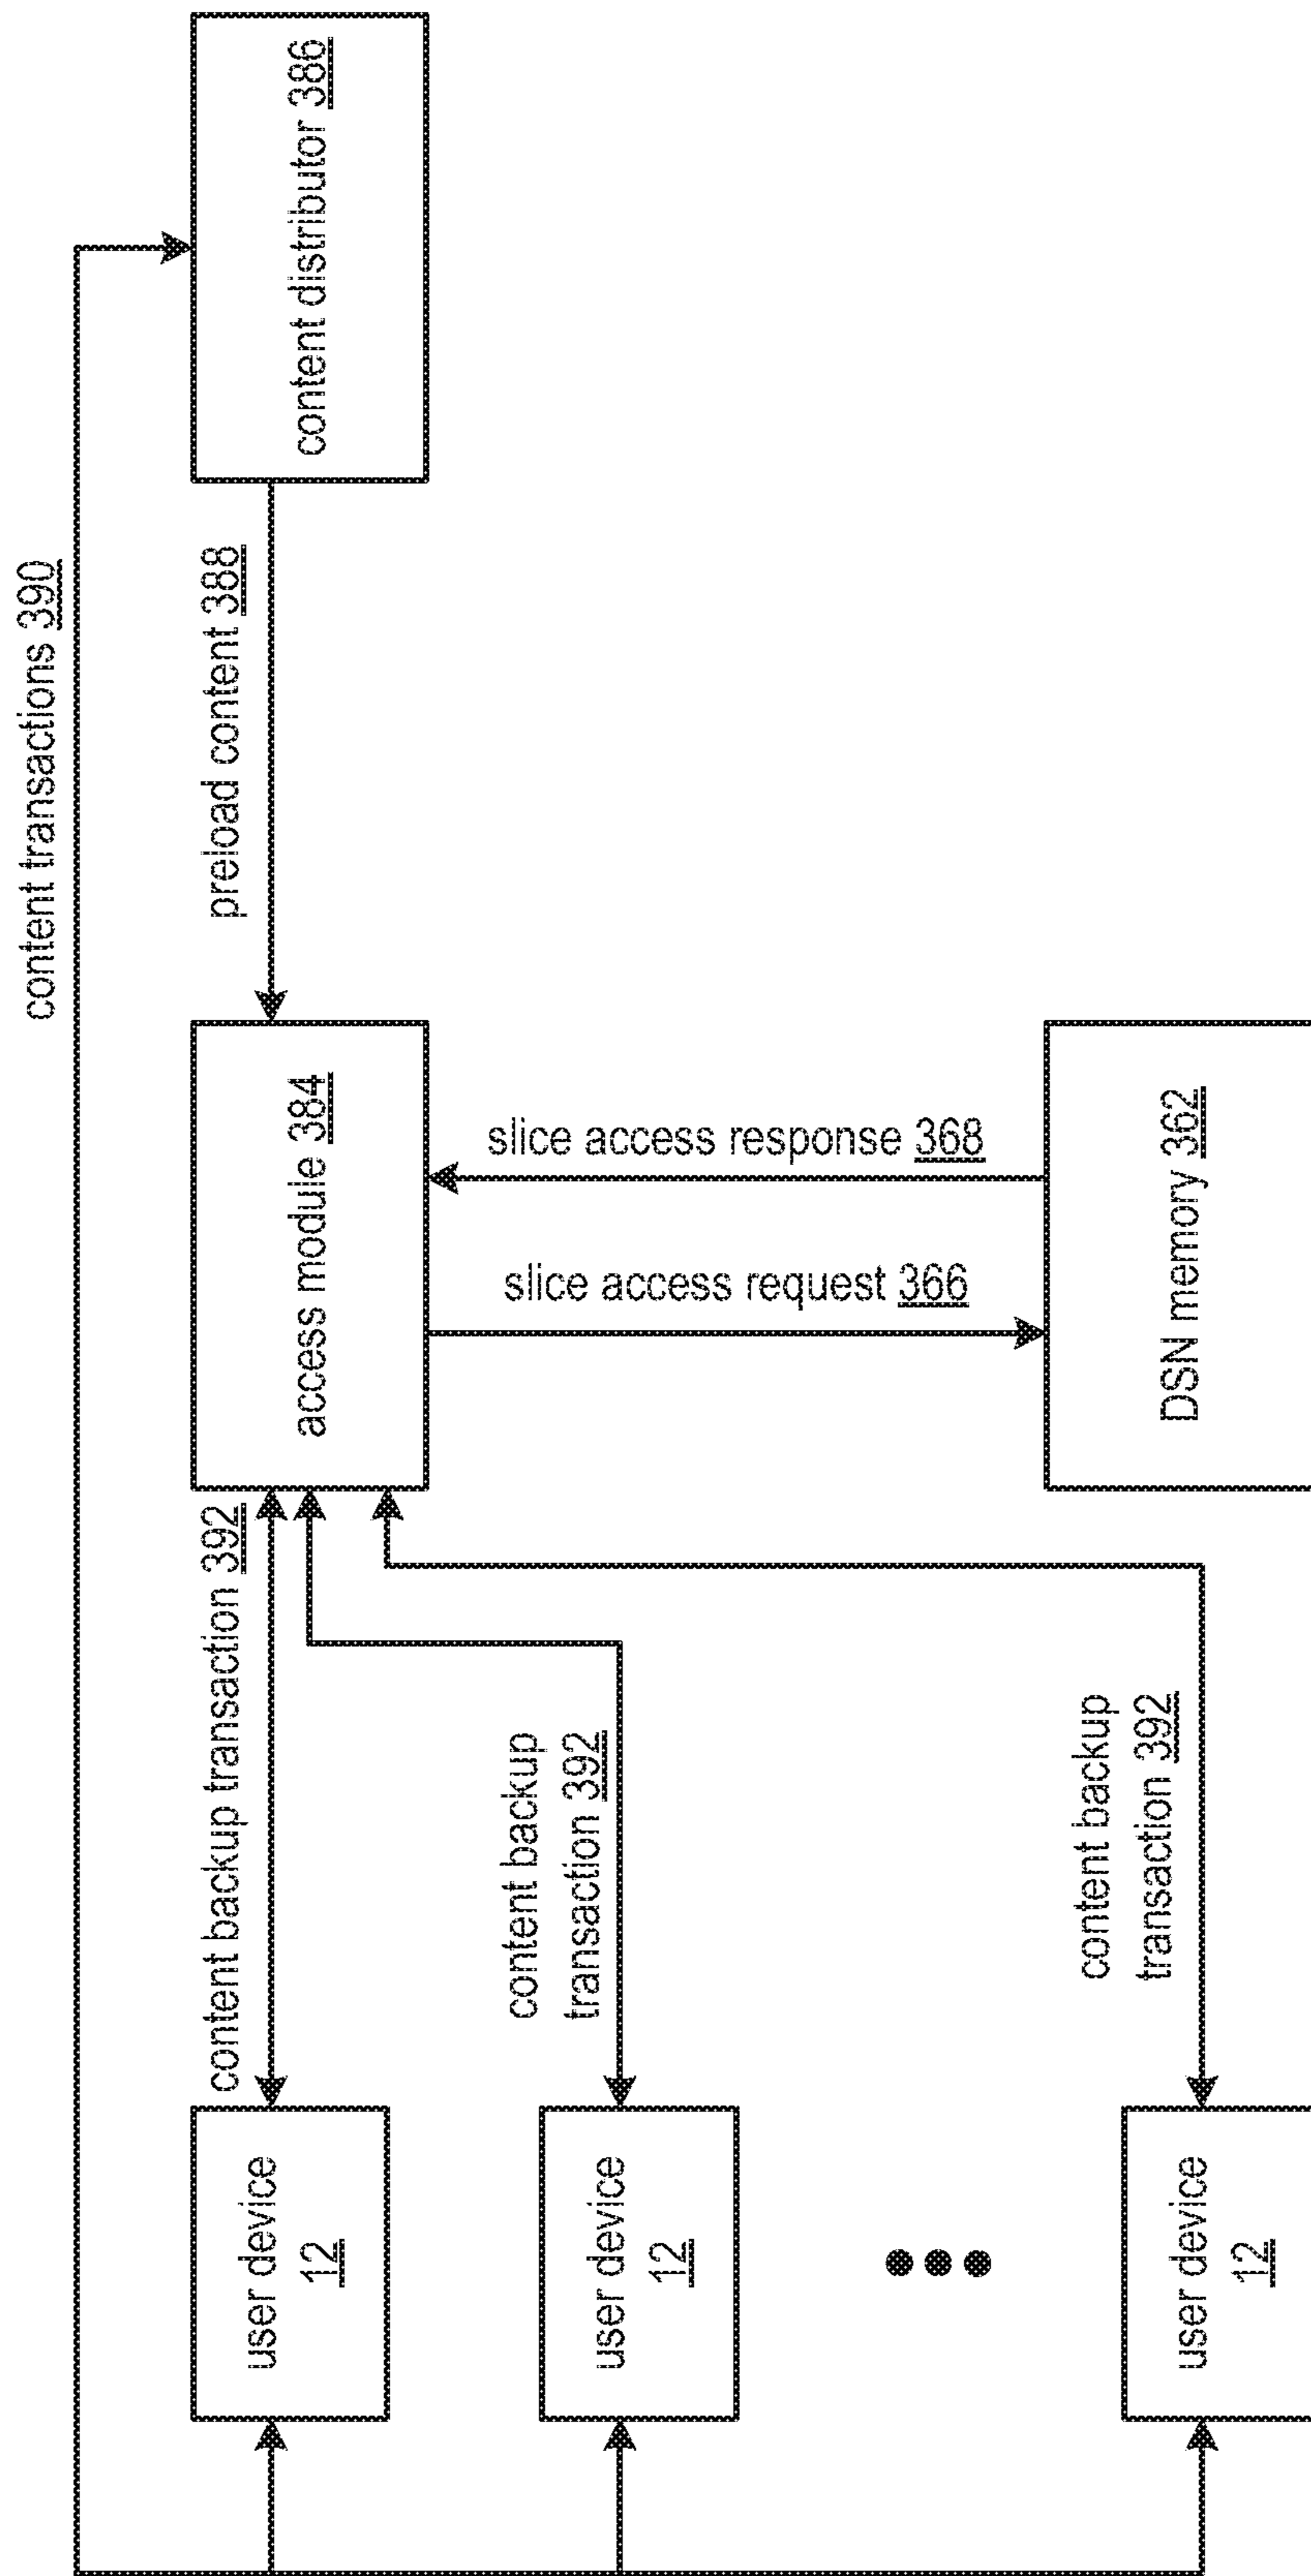 content transactions 390
content backup transaction 392
preload content 388
user device
12
access module 384
content distributor 386
content backup
transaction 392
slice access request 366
slice access response 368
user device
12
content backup
transaction 392
user device
12
DSN memory 362